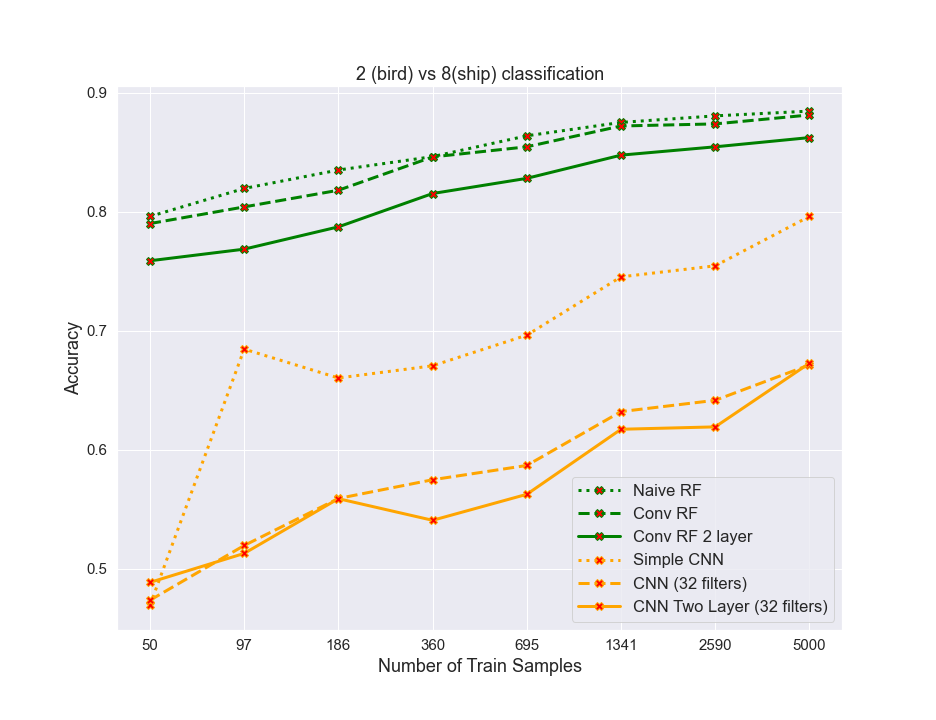 2 (bird) vs 8(ship) classification
0.9
0.8
0.7
0.6
0.5
Accuracy
Naive RF
Conv RF
Conv RF 2 layer
Simple CNN
CNN (32 filters)
CNN Two Layer (32 filters)
50 97 186 360 695 1341 2590 5000
Number of Train Samples